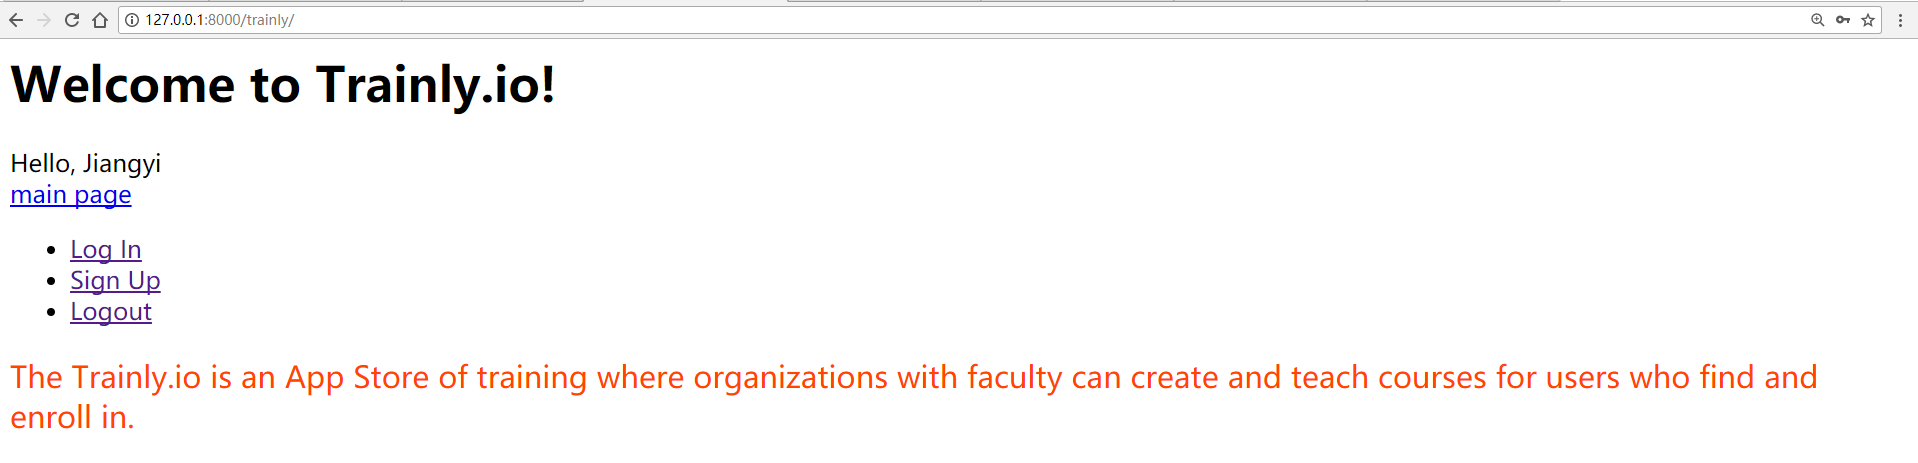 127.0.0.1:8000/trainly/
Welcome to Trainly.io!
Hello, Jiangyi
main page
Log In
Sign Up
Logout
The Trainly.io is an App Store of training where organizations with faculty can create and teach courses for users who find and
enroll in.